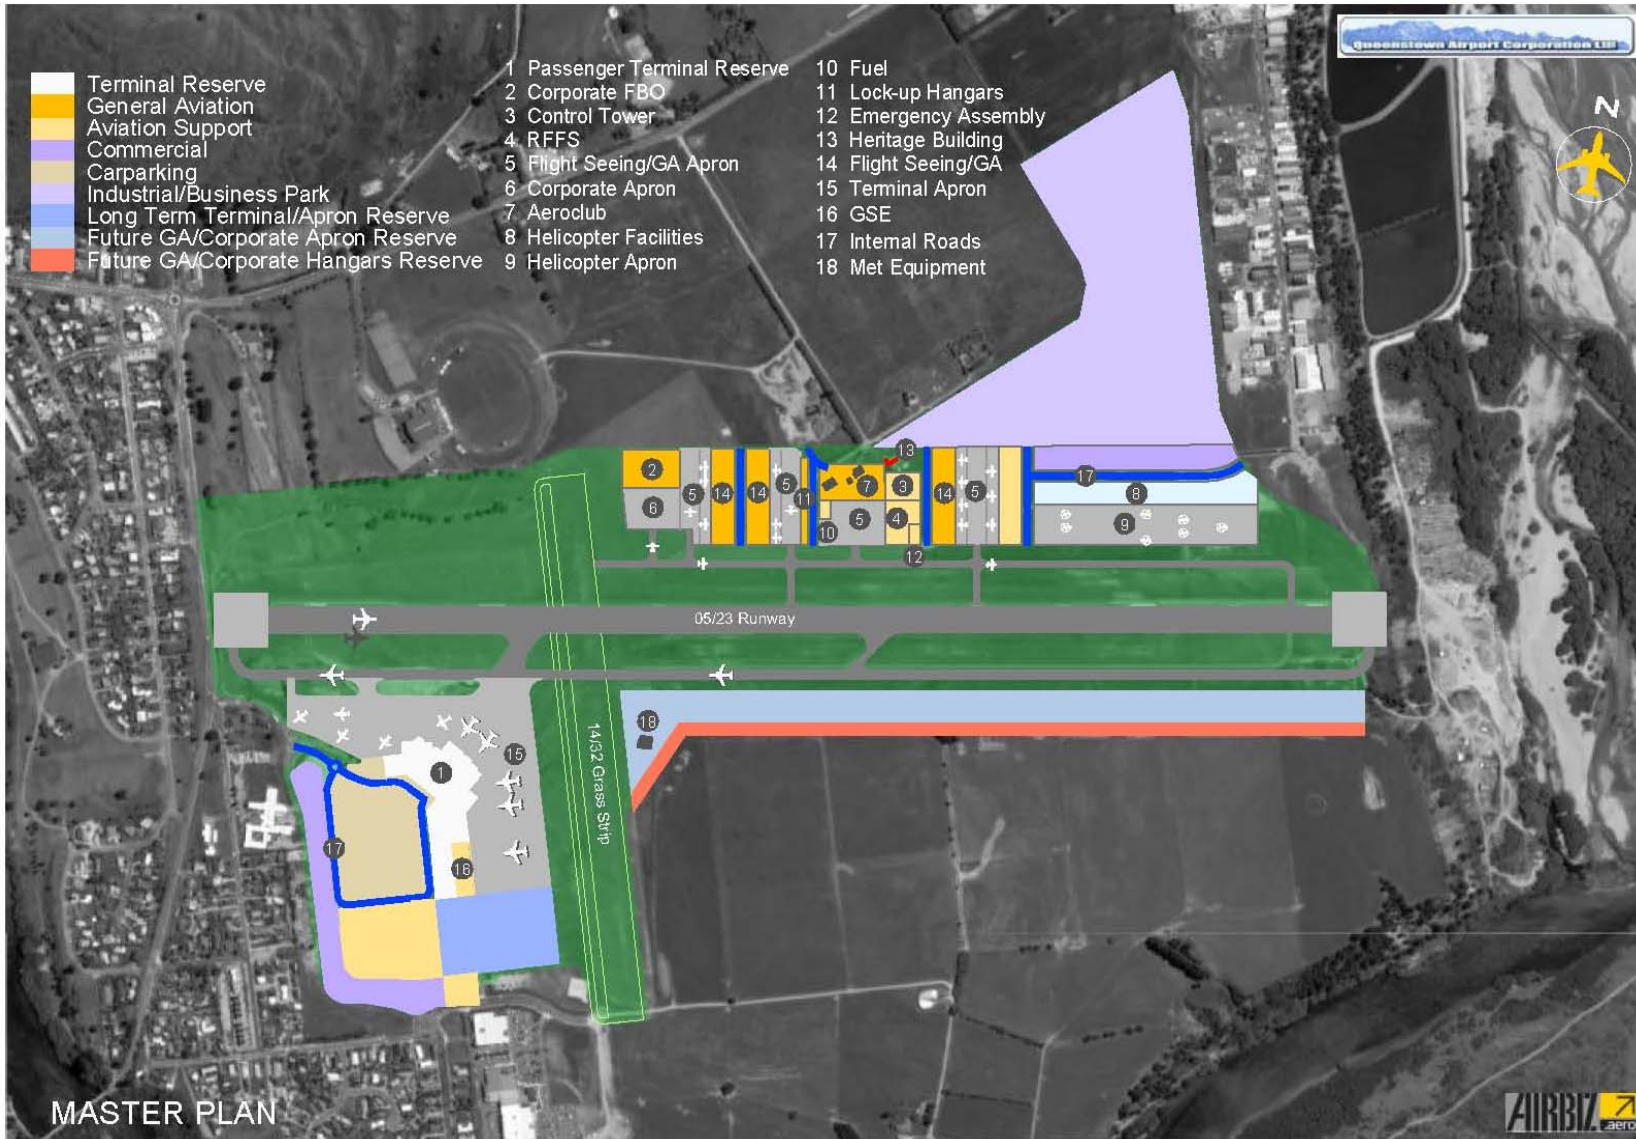 Queenstown Airport Corporation Ltd
Terminal Reserve
General Aviation
Aviation Support
Commercial
Carparking
Industrial/Business Park
Long Term Terminal/Apron Reserve
Future GA/Corporate Apron Reserve
Future GA/Corporate Hangars Reserve
1 Passenger Terminal Reserve
2 Corporate FBO
3 Control Tower
4 RFFS
5 Flight Seeing/GA Apron
6 Corporate Apron
7 Aeroclub
8 Helicopter Facilities
9 Helicopter Apron
10 Fuel
11 Lock-up Hangars
12 Emergency Assembly
13 Heritage Building
14 Flight Seeing/GA
15 Terminal Apron
16 GSE
17 Internal Roads
18 Met Equipment
N
13
2
5
14
14
5
11
7
3
14
5
17
8
6
10
5
4
12
9
05/23 Runway
18
14/32 Grass Strip
15
1
17
16
MASTER PLAN
AIRBIZ
.aero